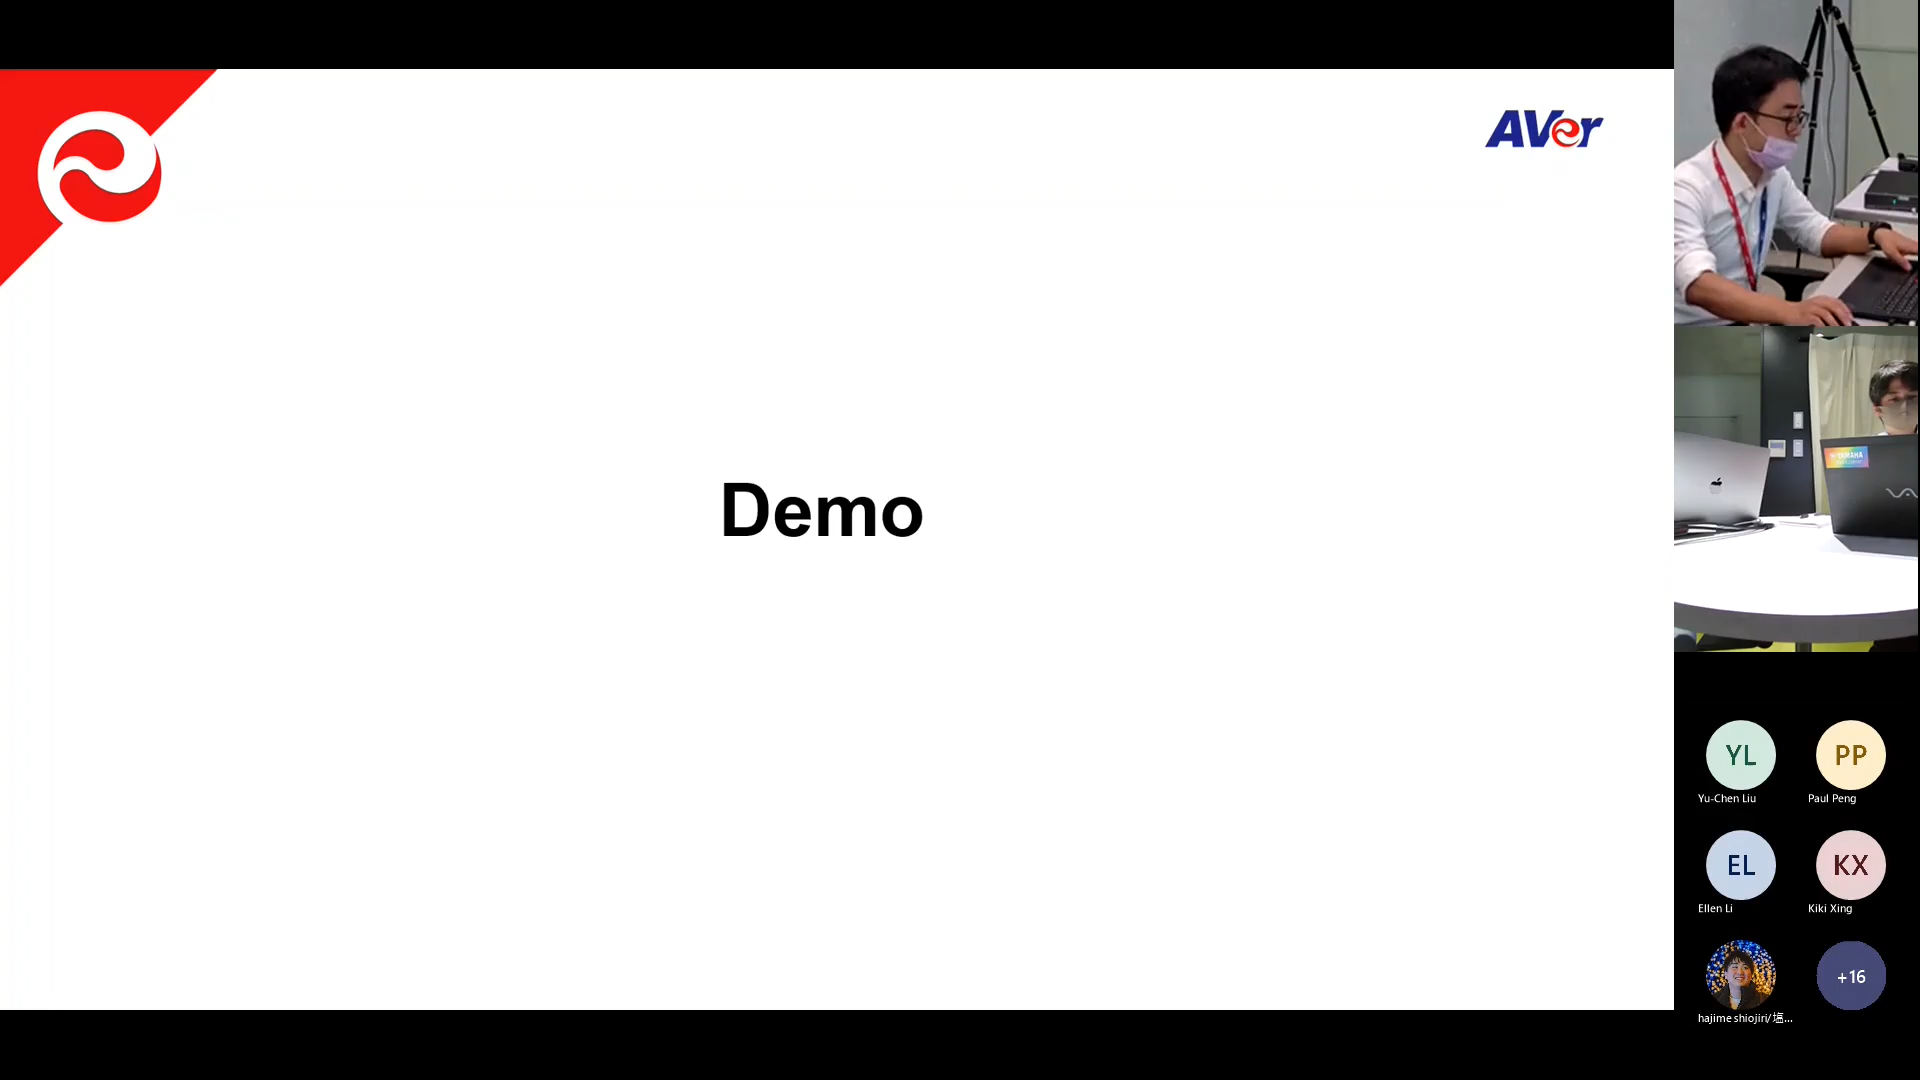 AVer
Demo
YAMAHA
YL
PP
Yu-Chen Liu
Paul Peng
EL
KX
Ellen Li
Kiki Xing
+16
hajime shiojiri/ 塩...